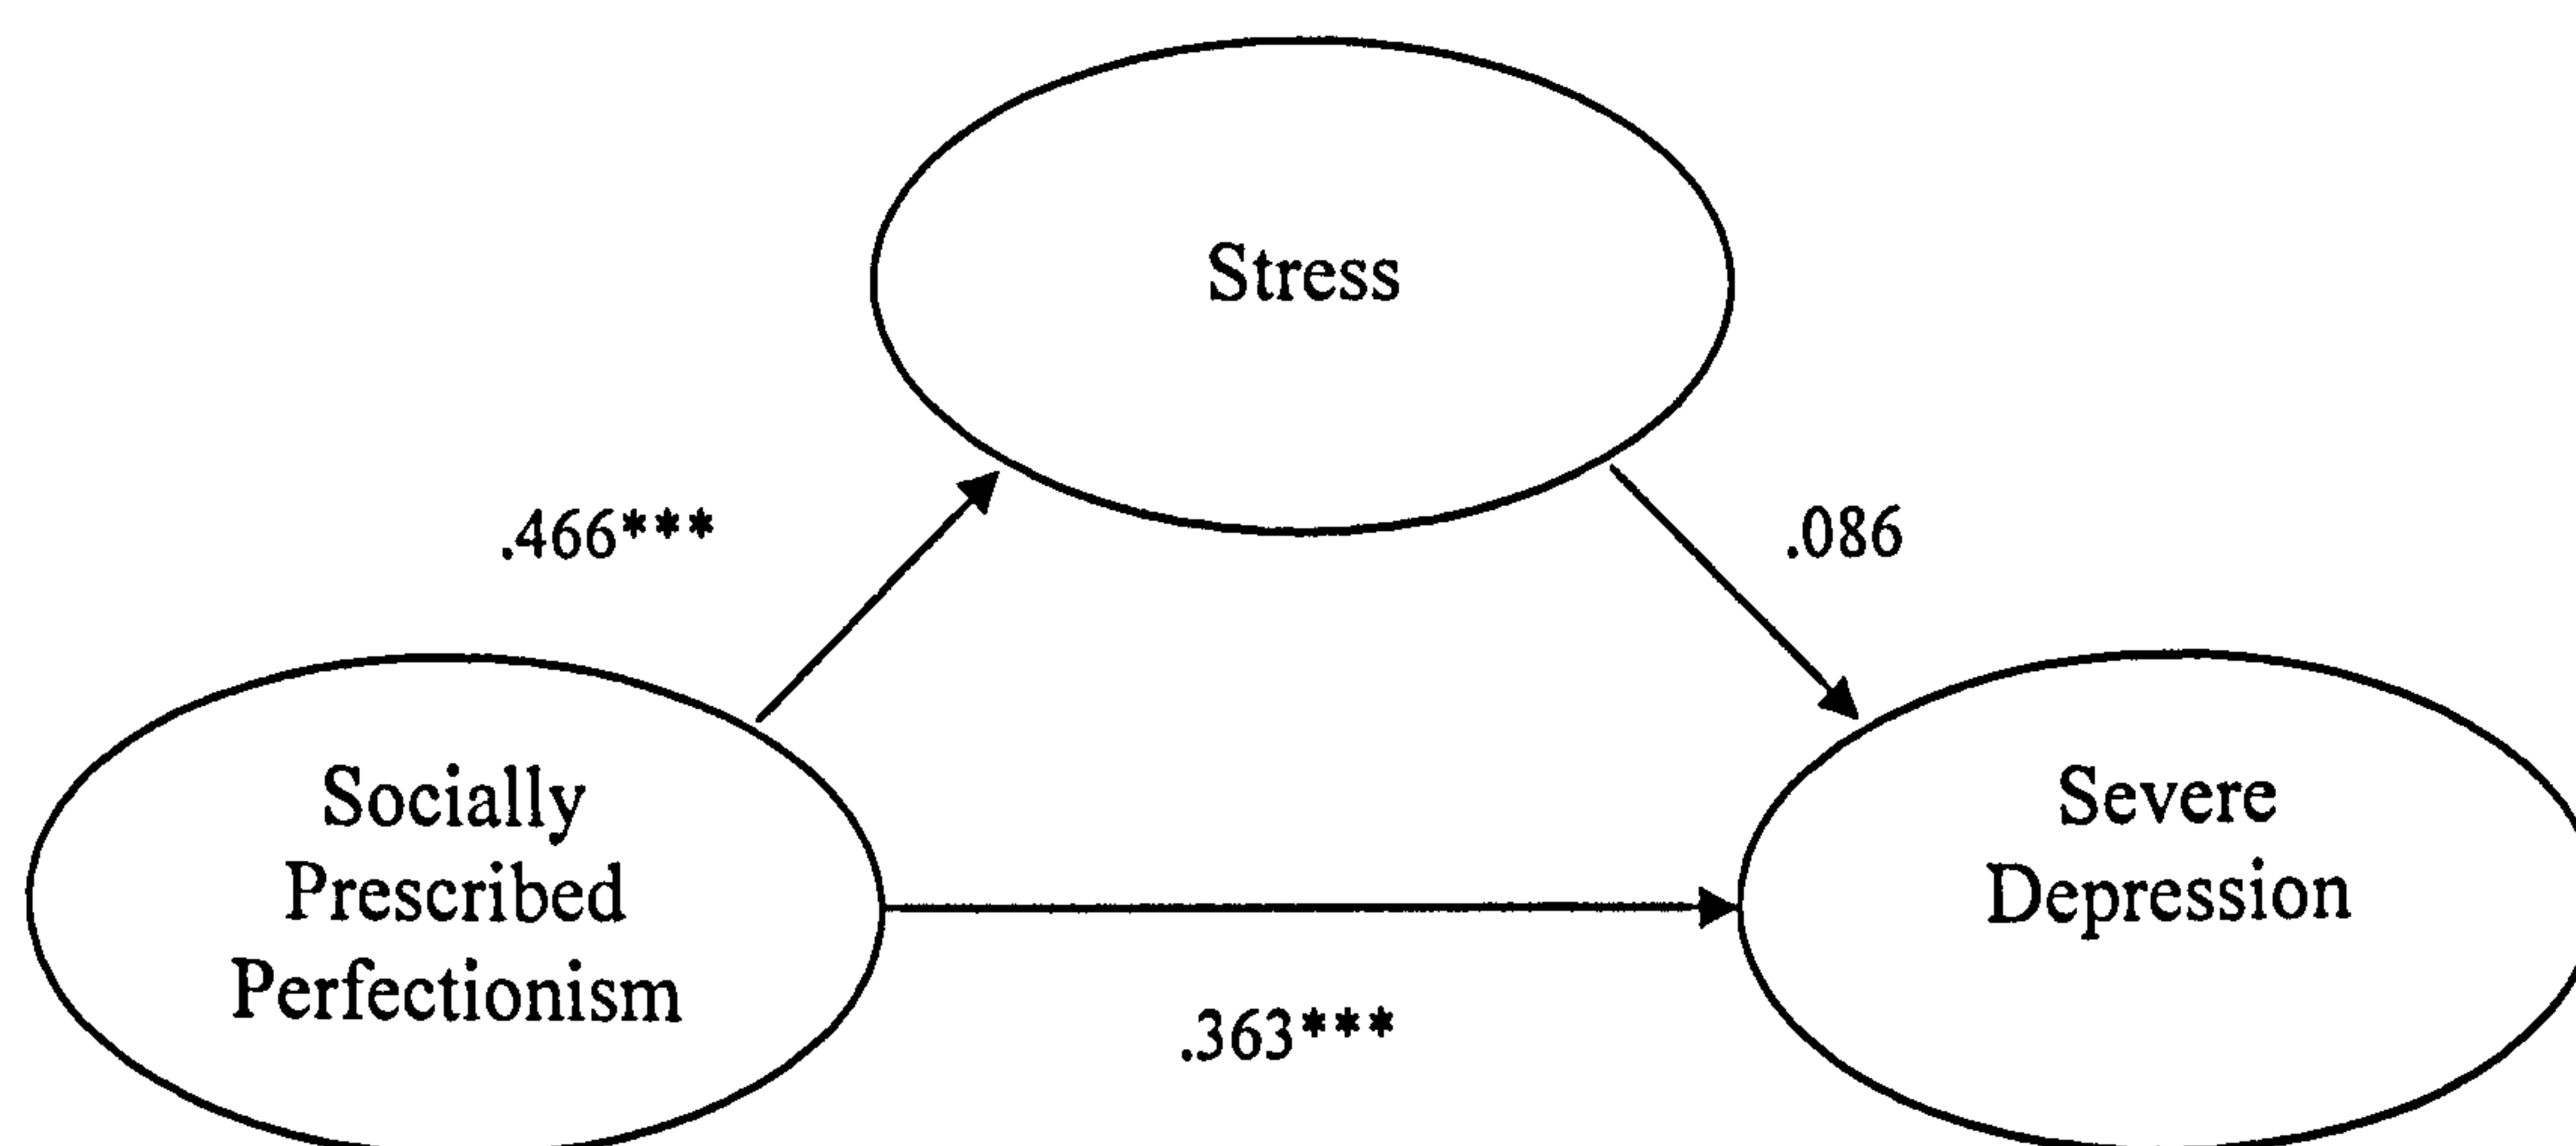 Stress
.466***
.086
Socially
Prescribed
Perfectionism
Severe
Depression
.363***